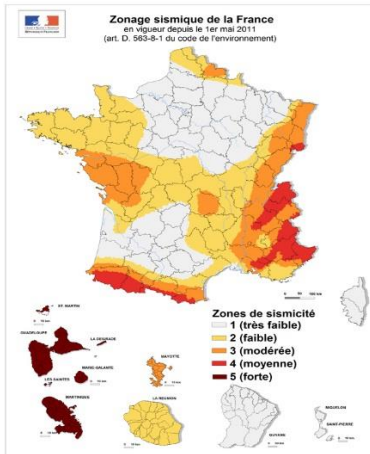 Zonage sismique de la France
en vigueur depuis le 1er mai 2011
(art. D. 563-8-1 du code de l'environnement)
ST. MARTIN
GUADELOUPE
LA DESIRADE
LES SAINTES
MARIE-GALANTE
MARTINIQUE
MAYOTTE
LA REUNION
GUYANE
MIQUELON
SAINT-PIERRE
Zones de sismicité
1 (très faible)
2 (faible)
3 (modérée)
4 (moyenne)
5 (forte)